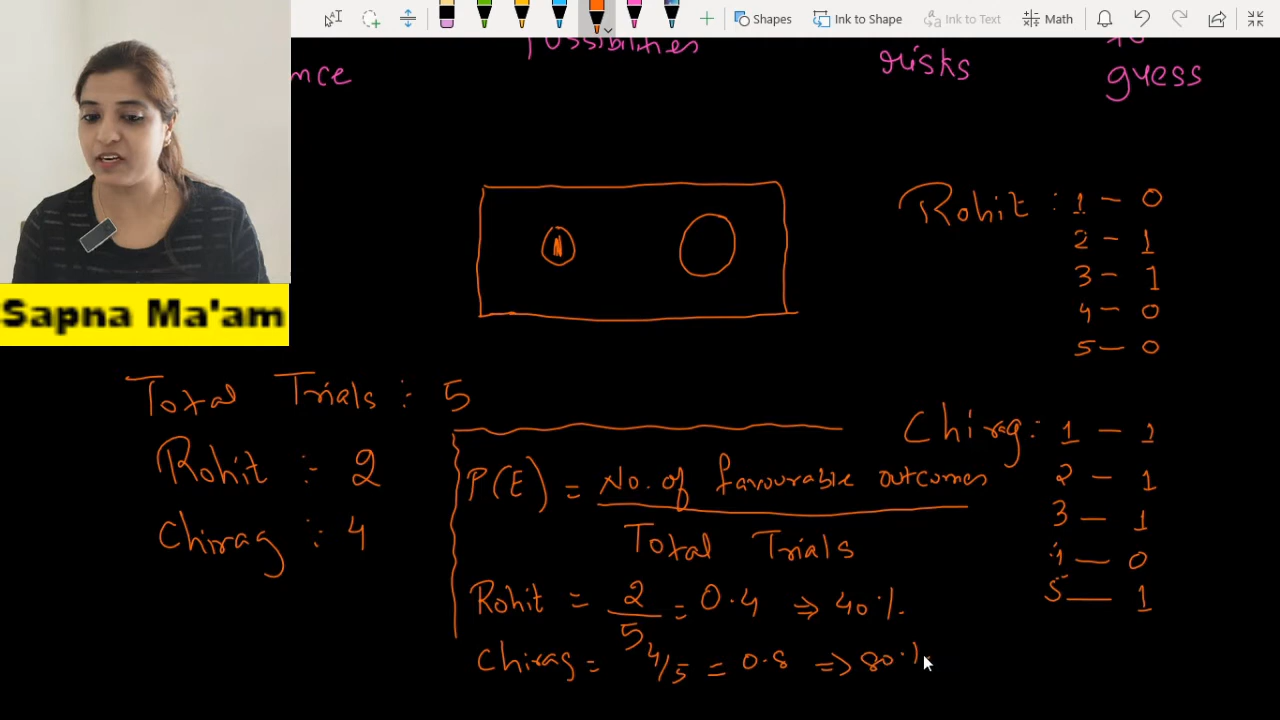 Shapes Ink to Shape Ink to Text Math
possibilities
nce
risks
to
guess
Sapna Ma'am
Rohit : 1 - 0
2 - 1
3 - 1
4 - 0
5 - 0
Total Trials : 5
Rohit : 2
Chirag : 4
P(E) = No. of favourable outcomes
Total Trials
Rohit = 2/5 = 0.4 ⇒ 40%.
Chirag = 4/5 = 0.8 ⇒ 80%
Chirag : 1 - 1
2 - 1
3 - 1
4 - 0
5 - 1